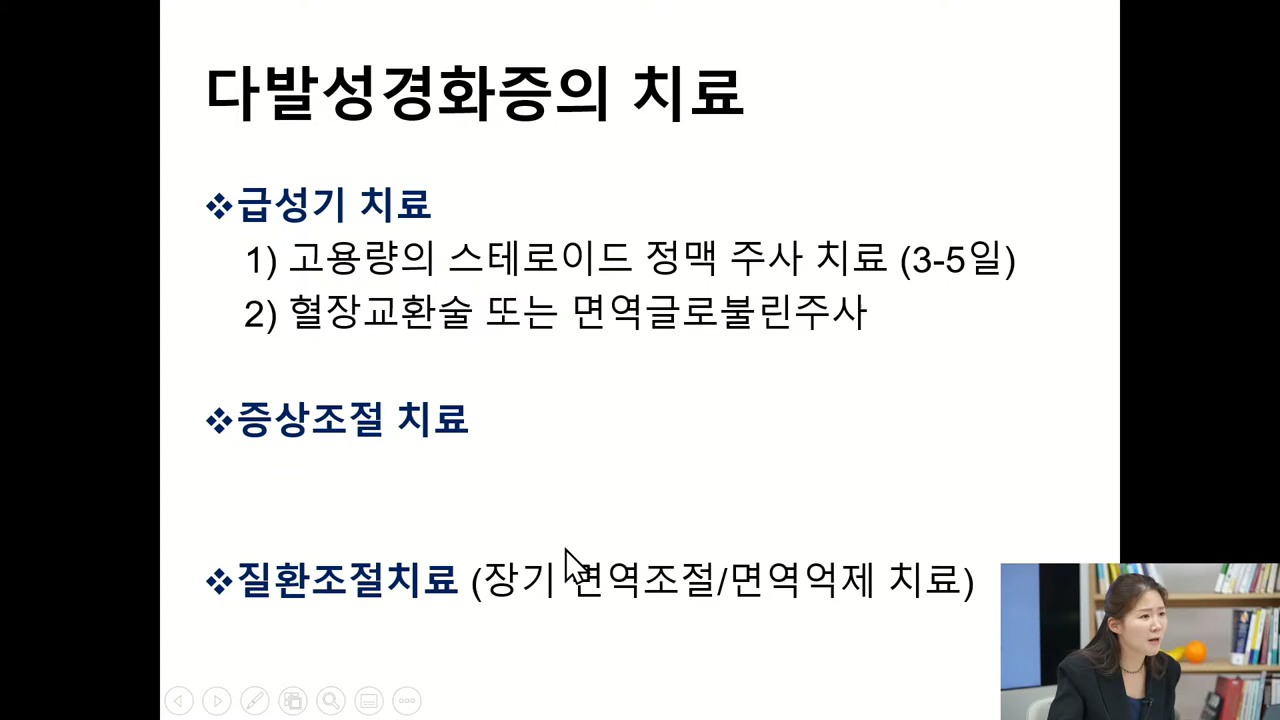 다발성경화증의 치료
❖급성기 치료
1) 고용량의 스테로이드 정맥 주사 치료 (3-5일)
2) 혈장교환술 또는 면역글로불린주사
❖증상조절 치료
❖질환조절치료 (장기 면역조절/면역억제 치료)